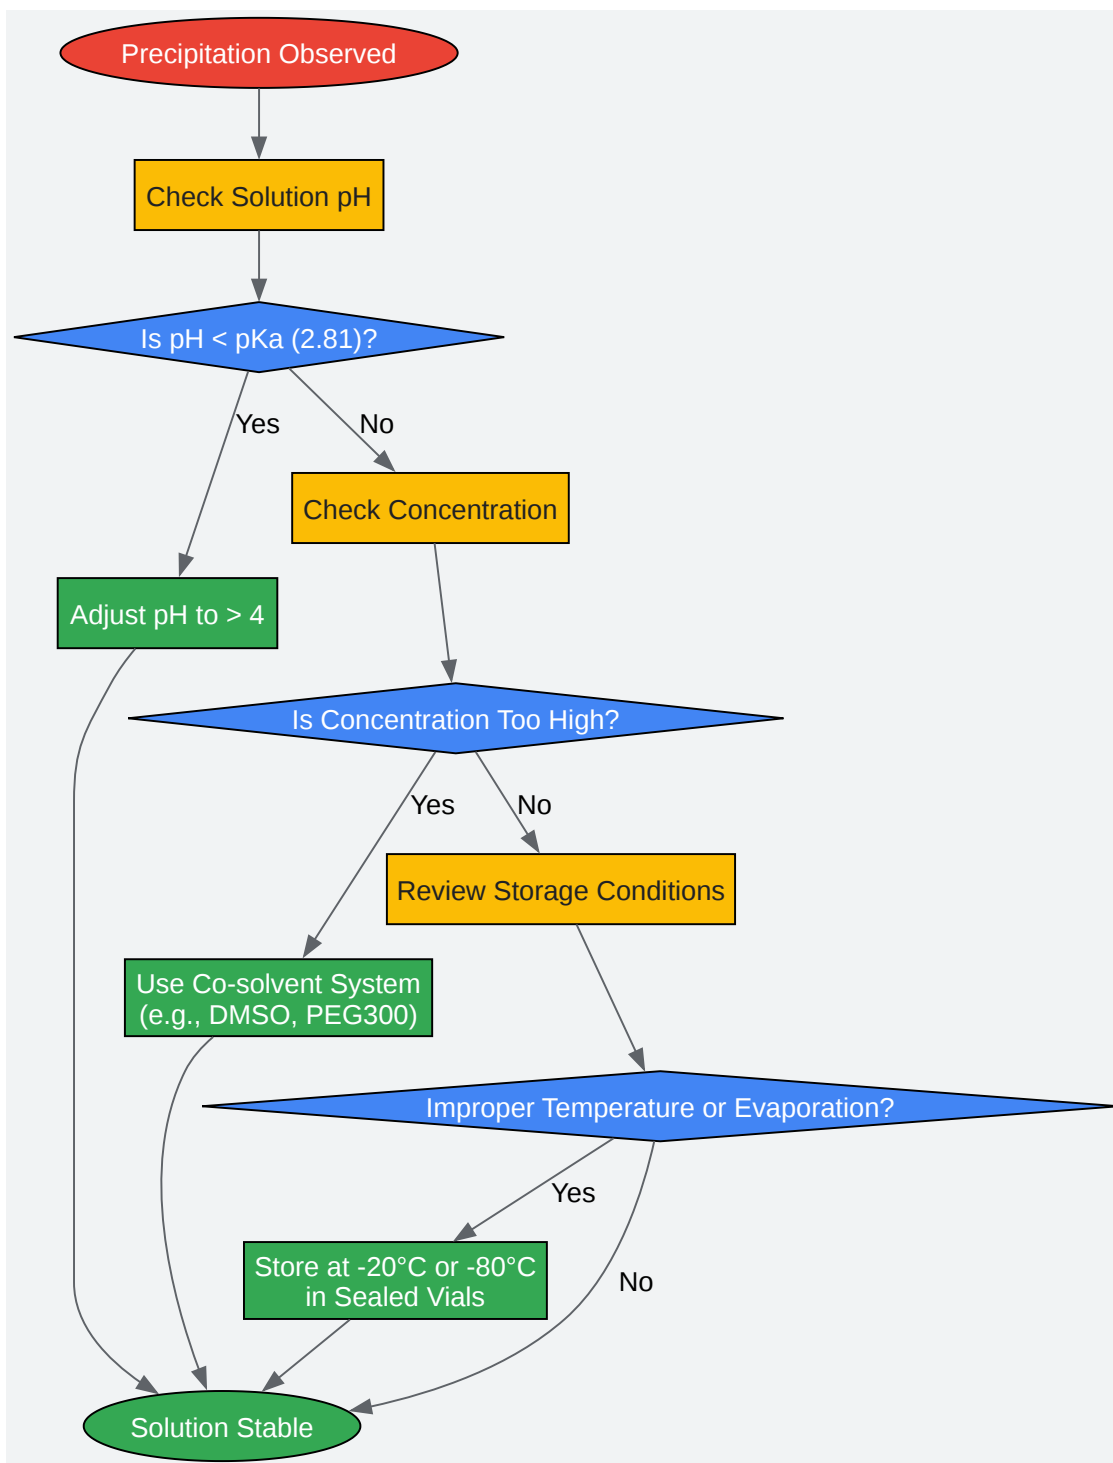 Precipitation Observed
Check Solution pH
Is pH < pKa (2.81)?
Yes
No
Check Concentration
Adjust pH to > 4
Is Concentration Too High?
Yes
No
Review Storage Conditions
Use Co-solvent System
(e.g., DMSO, PEG300)
Improper Temperature or Evaporation?
Yes
Store at -20°C or -80°C
in Sealed Vials
No
Solution Stable